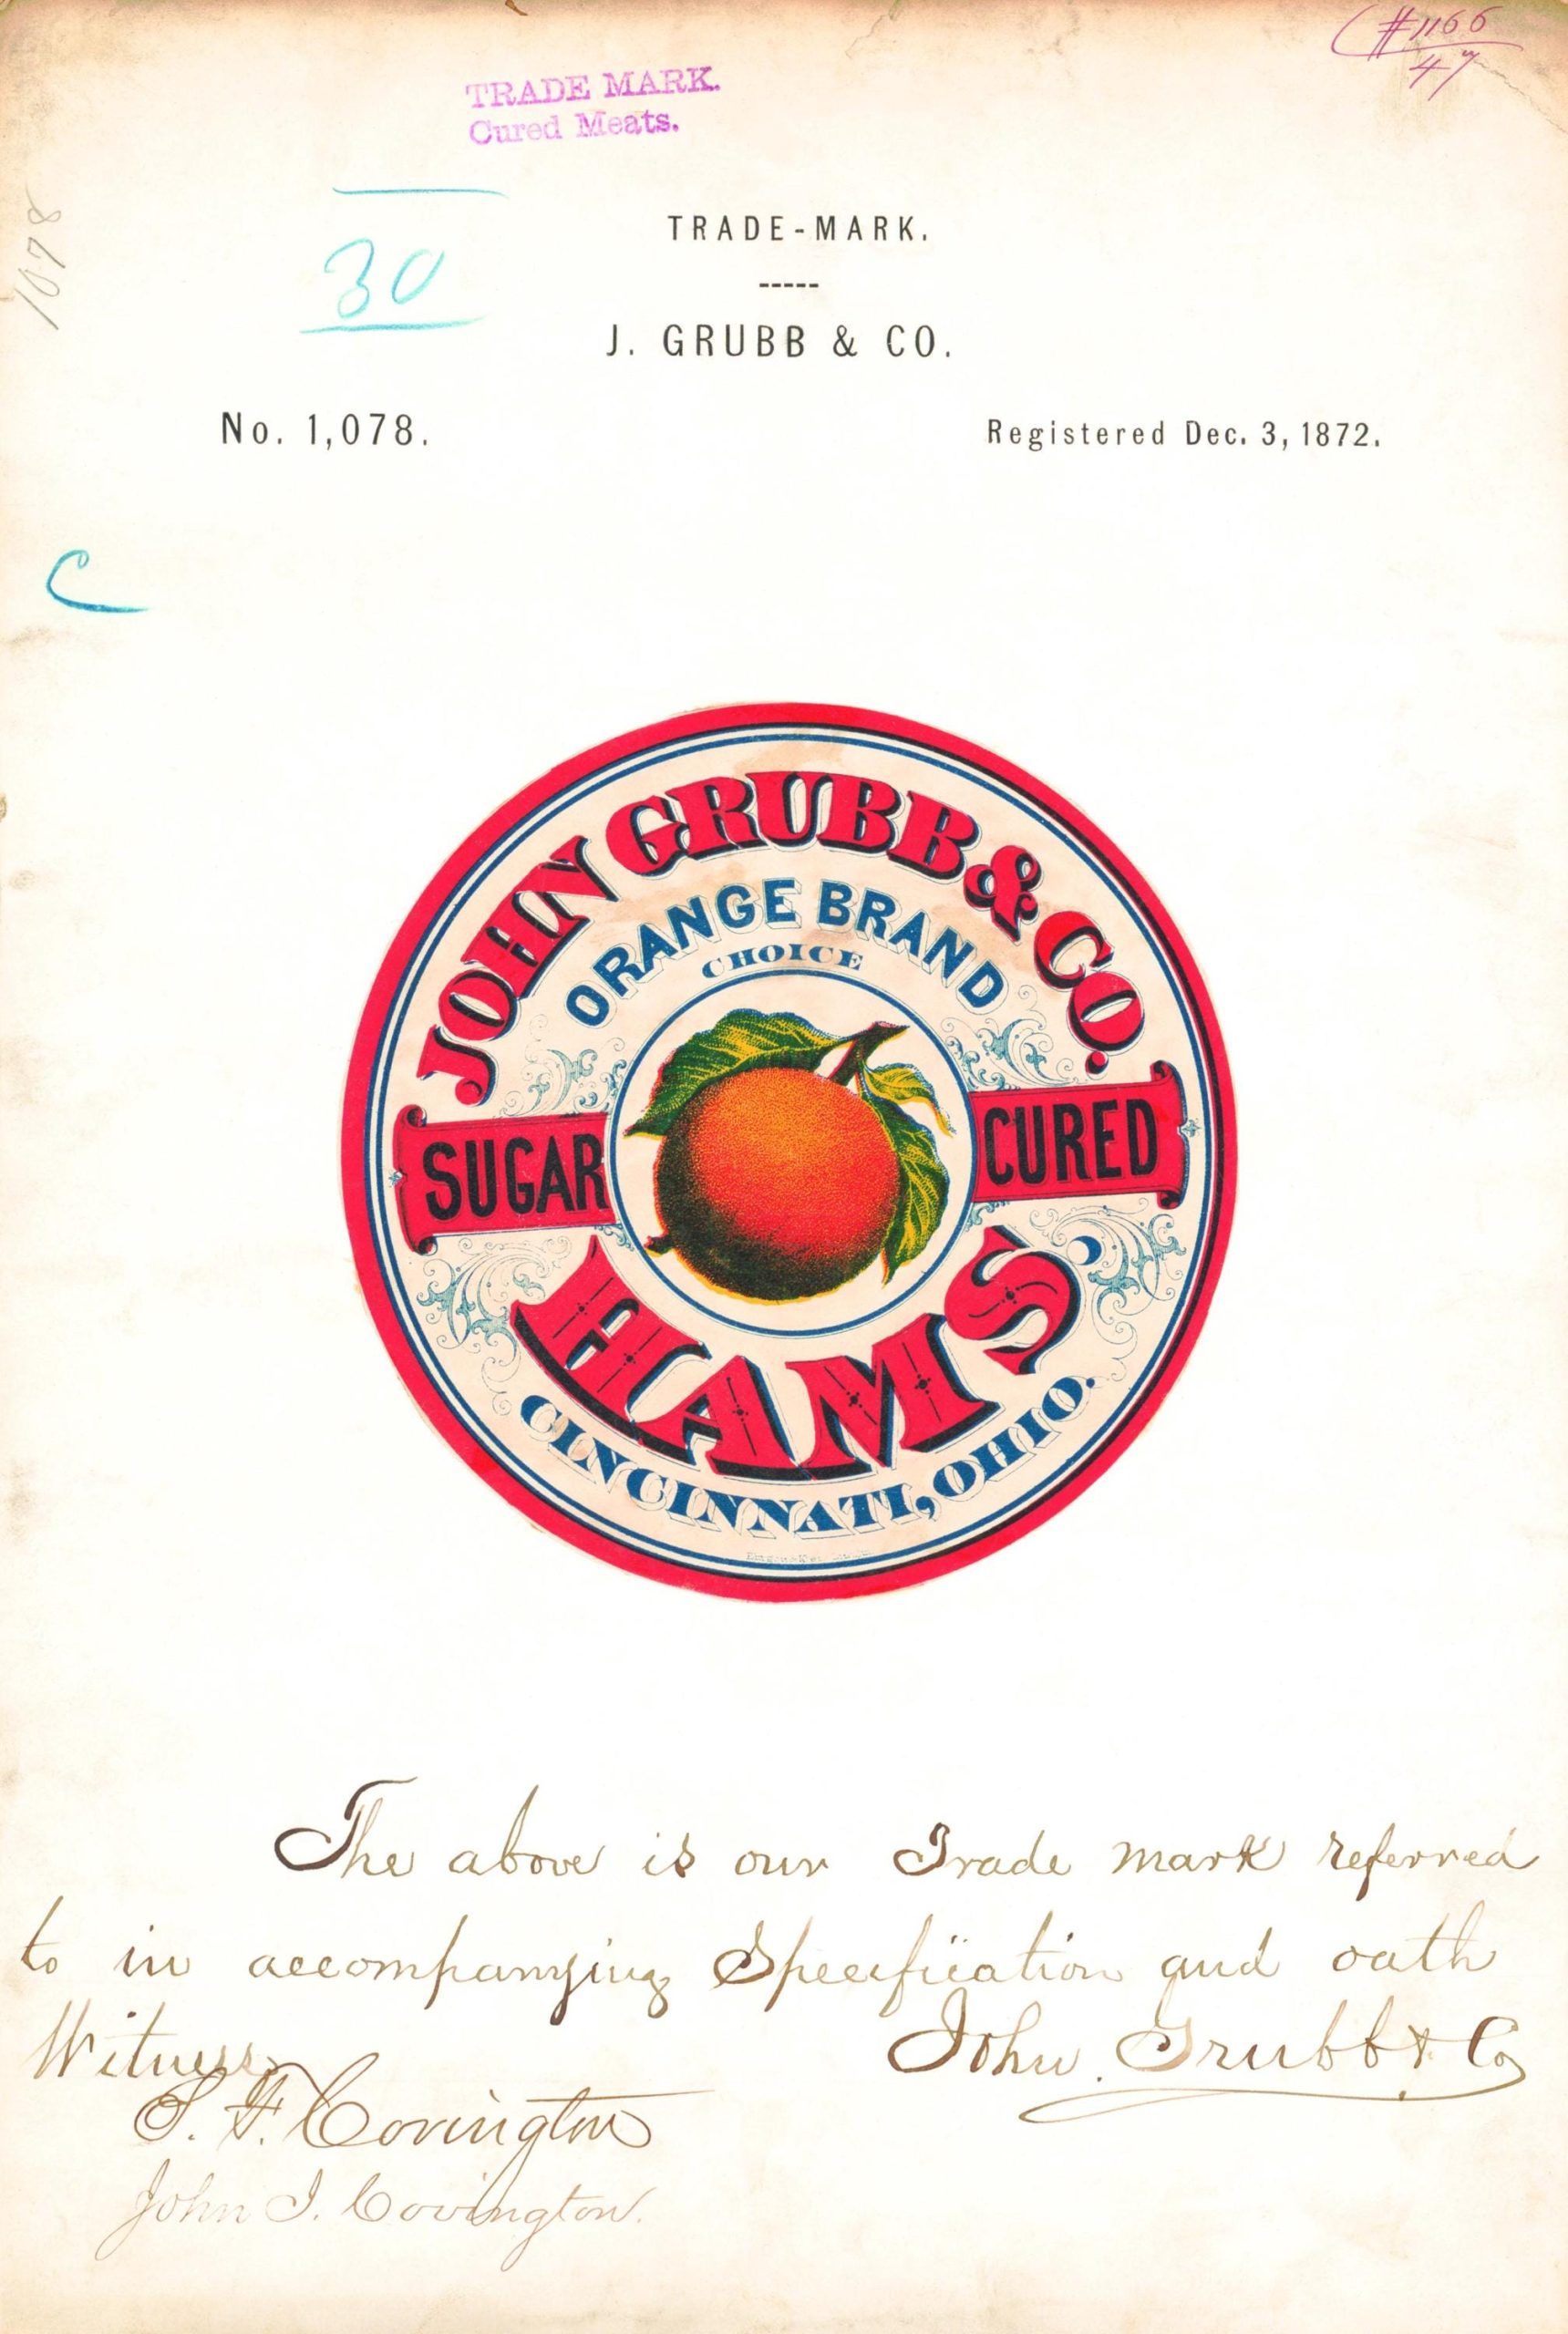 #1166
47
TRADE MARK.
Cured Meats.
1078
30
TRADE-MARK.
J. GRUBB & CO.
No. 1,078.
Registered Dec. 3, 1872.
C
JOHN GRUBB & CO.
ORANGE BRAND
CHOICE
SUGAR CURED
HAMS
CINCINNATI, OHIO.
The above is our Trade mark referred
to in accompanying Specification and oath
Witness
John Grubb & Co
S. F. Covington
John I. Covington.